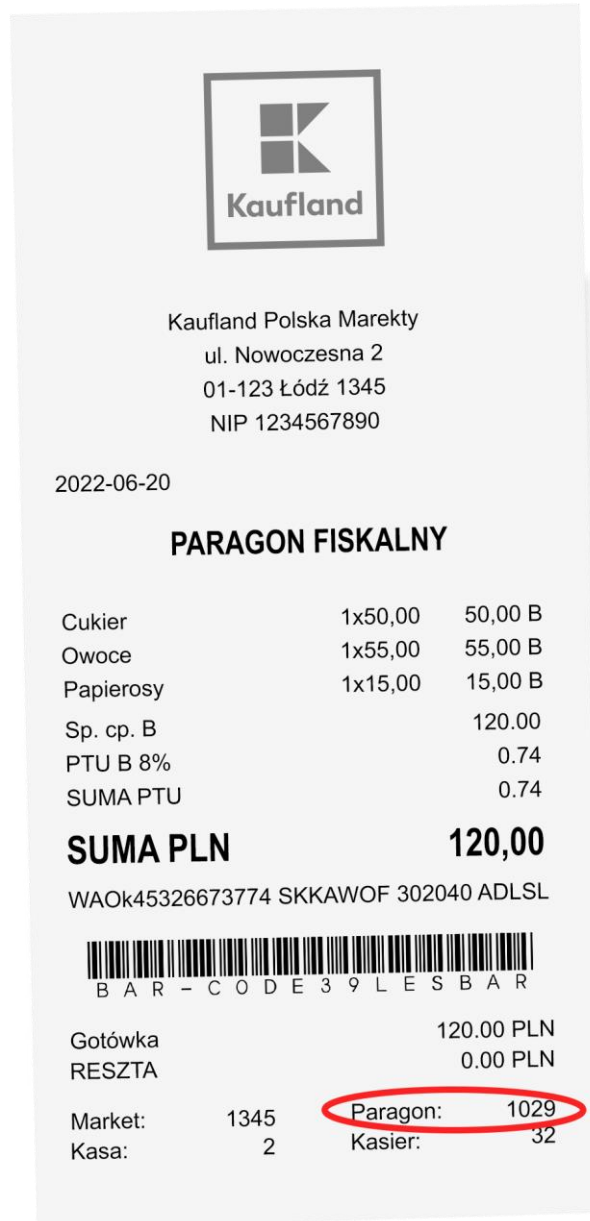 Kaufland
Kaufland Polska Marekty
ul. Nowoczesna 2
01-123 Łódź 1345
NIP 1234567890
2022-06-20
PARAGON FISKALNY
Cukier 1x50,00 50,00 B
Owoce 1x55,00 55,00 B
Papierosy 1x15,00 15,00 B
Sp. cp. B 120.00
PTU B 8% 0.74
SUMA PTU 0.74
SUMA PLN 120,00
WAOk45326673774 SKKAWOF 302040 ADLSL
BAR-CODE39LESBAR
Gotówka 120.00 PLN
RESZTA 0.00 PLN
Market: 1345 Paragon: 1029
Kasa: 2 Kasier: 32